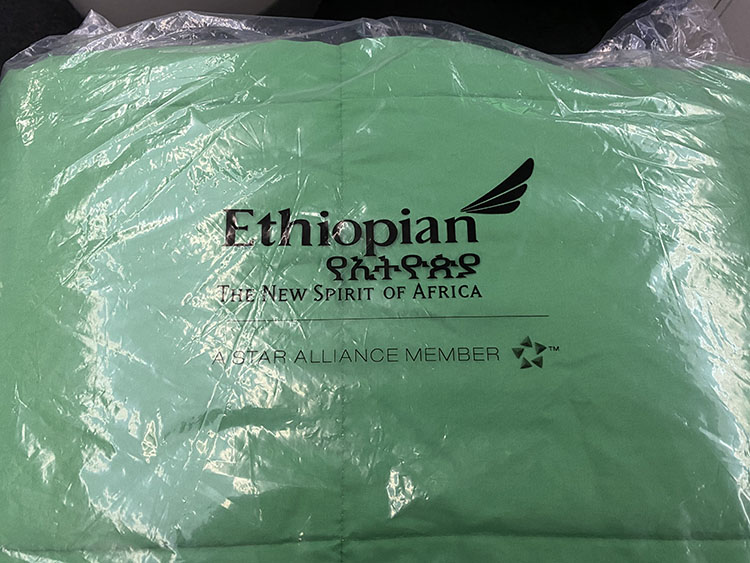 Ethiopian
የኢትዮጵያ
THE NEW SPIRIT OF AFRICA
A STAR ALLIANCE MEMBER ™